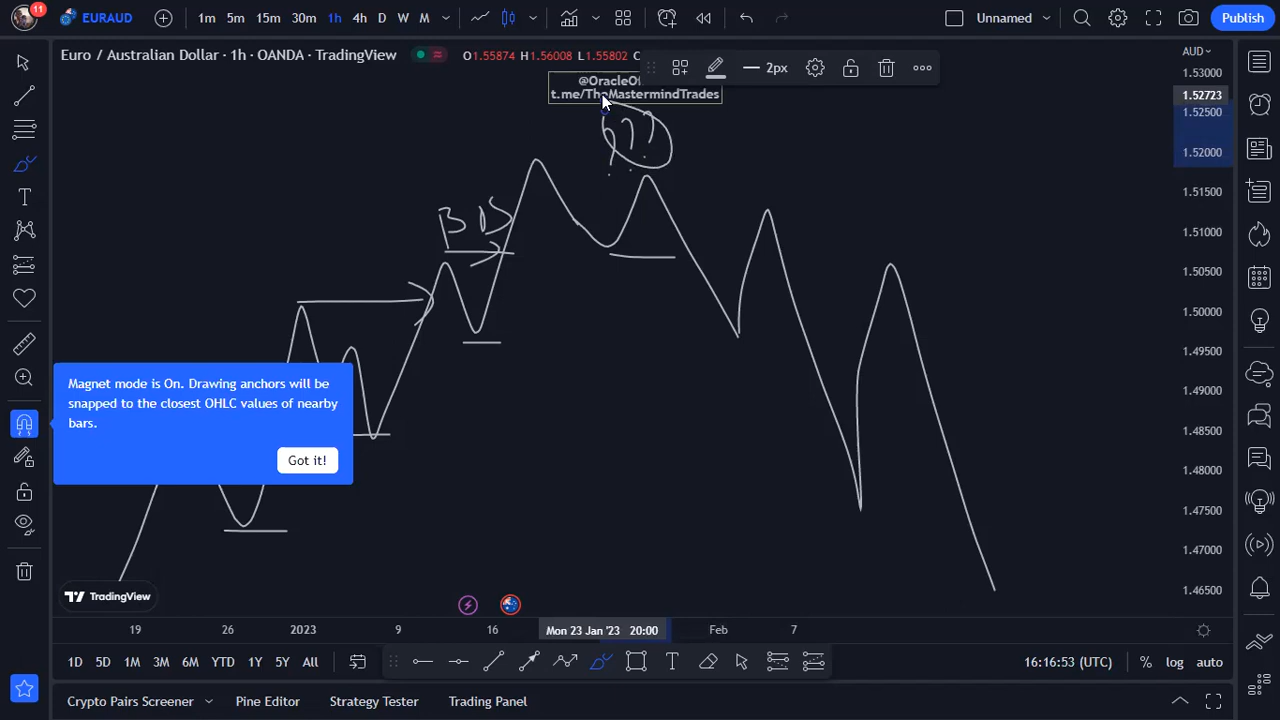 11
EURAUD
1m 5m 15m 30m 1h 4h D W M
Unnamed
Publish
Euro / Australian Dollar · 1h · OANDA · TradingView
O1.55874 H1.56008 L1.55802 C
2px
AUD
@OracleOf
t.me/TheMastermindTrades
1.53000
1.52723
1.52500
1.52000
1.51500
1.51000
1.50500
1.50000
1.49500
1.49000
1.48500
1.48000
1.47500
1.47000
1.46500
???
Magnet mode is On. Drawing anchors will be
snapped to the closest OHLC values of nearby
bars.
Got it!
TradingView
19 26 2023 9 16 Mon 23 Jan '23 20:00 Feb 7
1D 5D 1M 3M 6M YTD 1Y 5Y All
16:16:53 (UTC) % log auto
Crypto Pairs Screener Pine Editor Strategy Tester Trading Panel